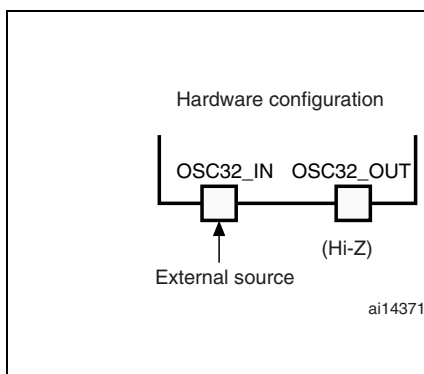 Hardware configuration
OSC32_IN OSC32_OUT
(Hi-Z)
External source
ai14371